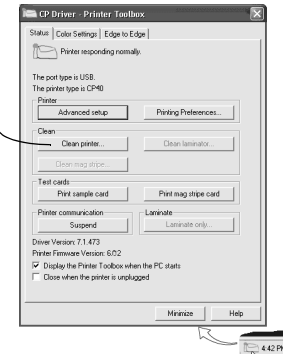 CP Driver - Printer Toolbox
Status Color Settings Edge to Edge
Printer responding normally.
The port type is USB.
The printer type is CP40
Printer
Advanced setup Printing Preferences...
Clean
Clean printer... Clean laminator...
Clean mag stripe...
Test cards
Print sample card Print mag stripe card
Printer communication Laminate
Suspend Laminate only...
Driver Version: 7.1.473
Printer Firmware Version: 6/02
Display the Printer Toolbox when the PC starts
Close when the printer is unplugged
Minimize Help
4:42 PM